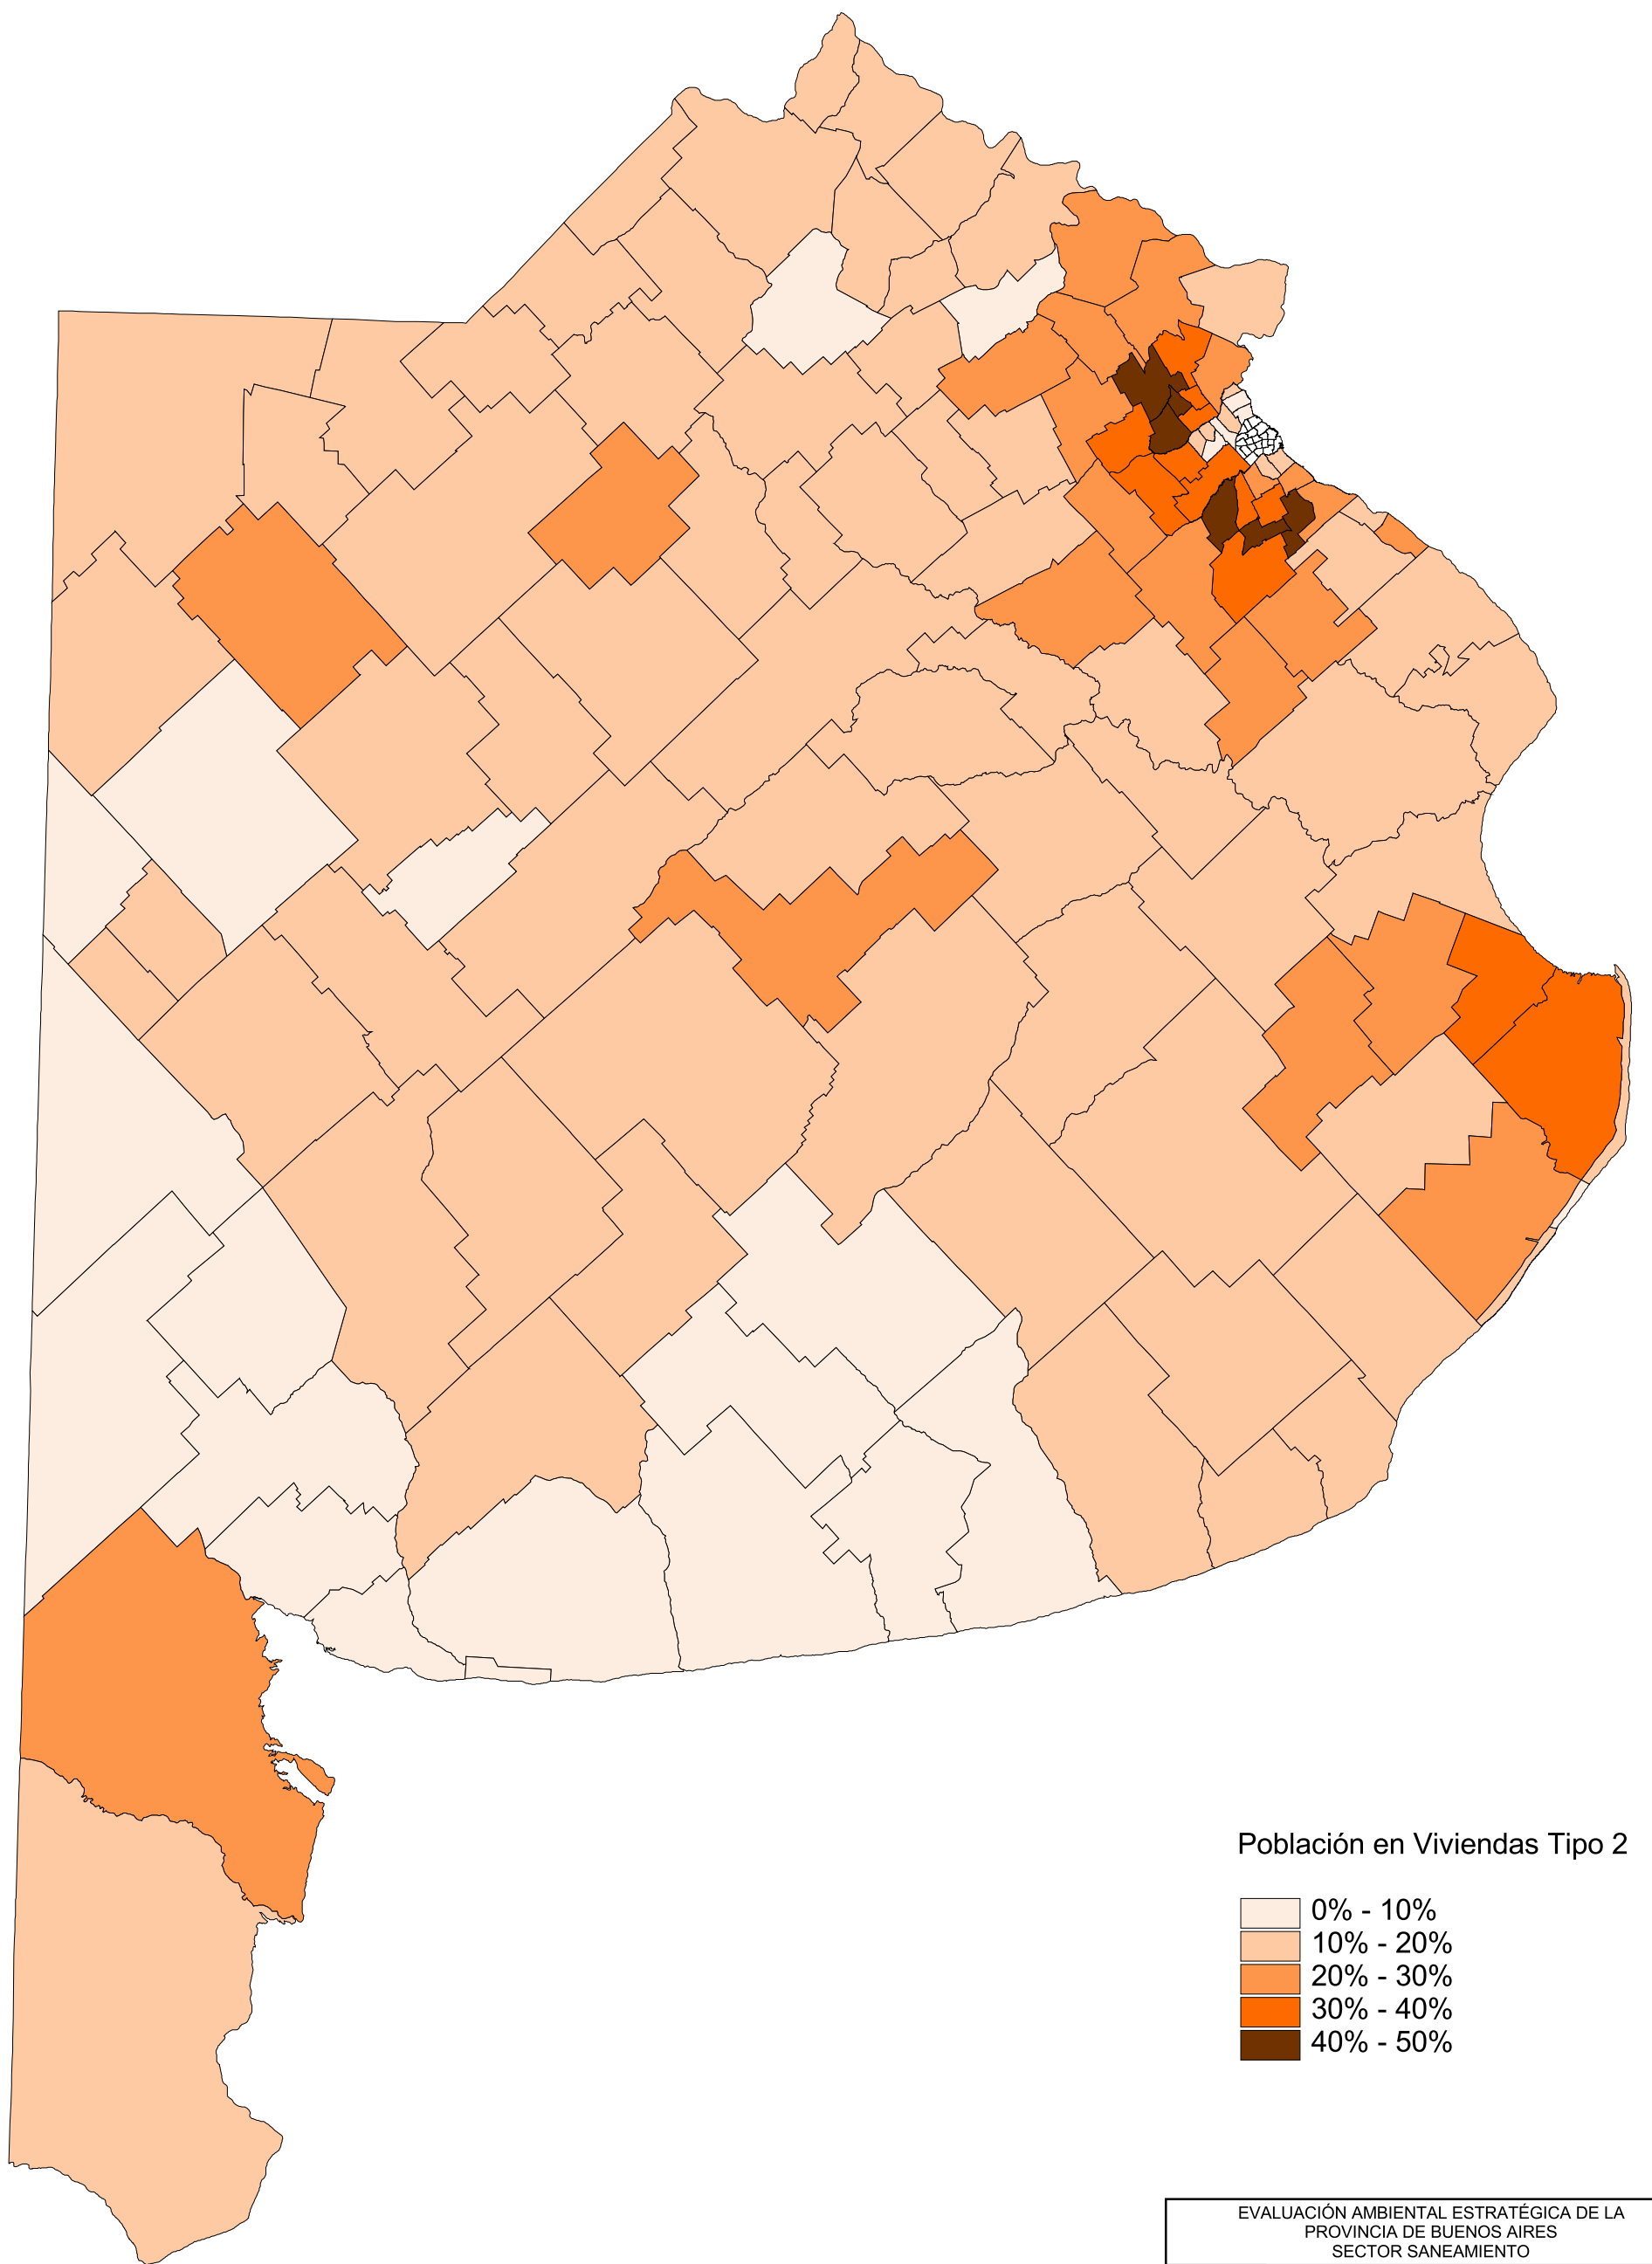 Población en Viviendas Tipo 2
0% - 10%
10% - 20%
20% - 30%
30% - 40%
40% - 50%
EVALUACIÓN AMBIENTAL ESTRATÉGICA DE LA
PROVINCIA DE BUENOS AIRES
SECTOR SANEAMIENTO